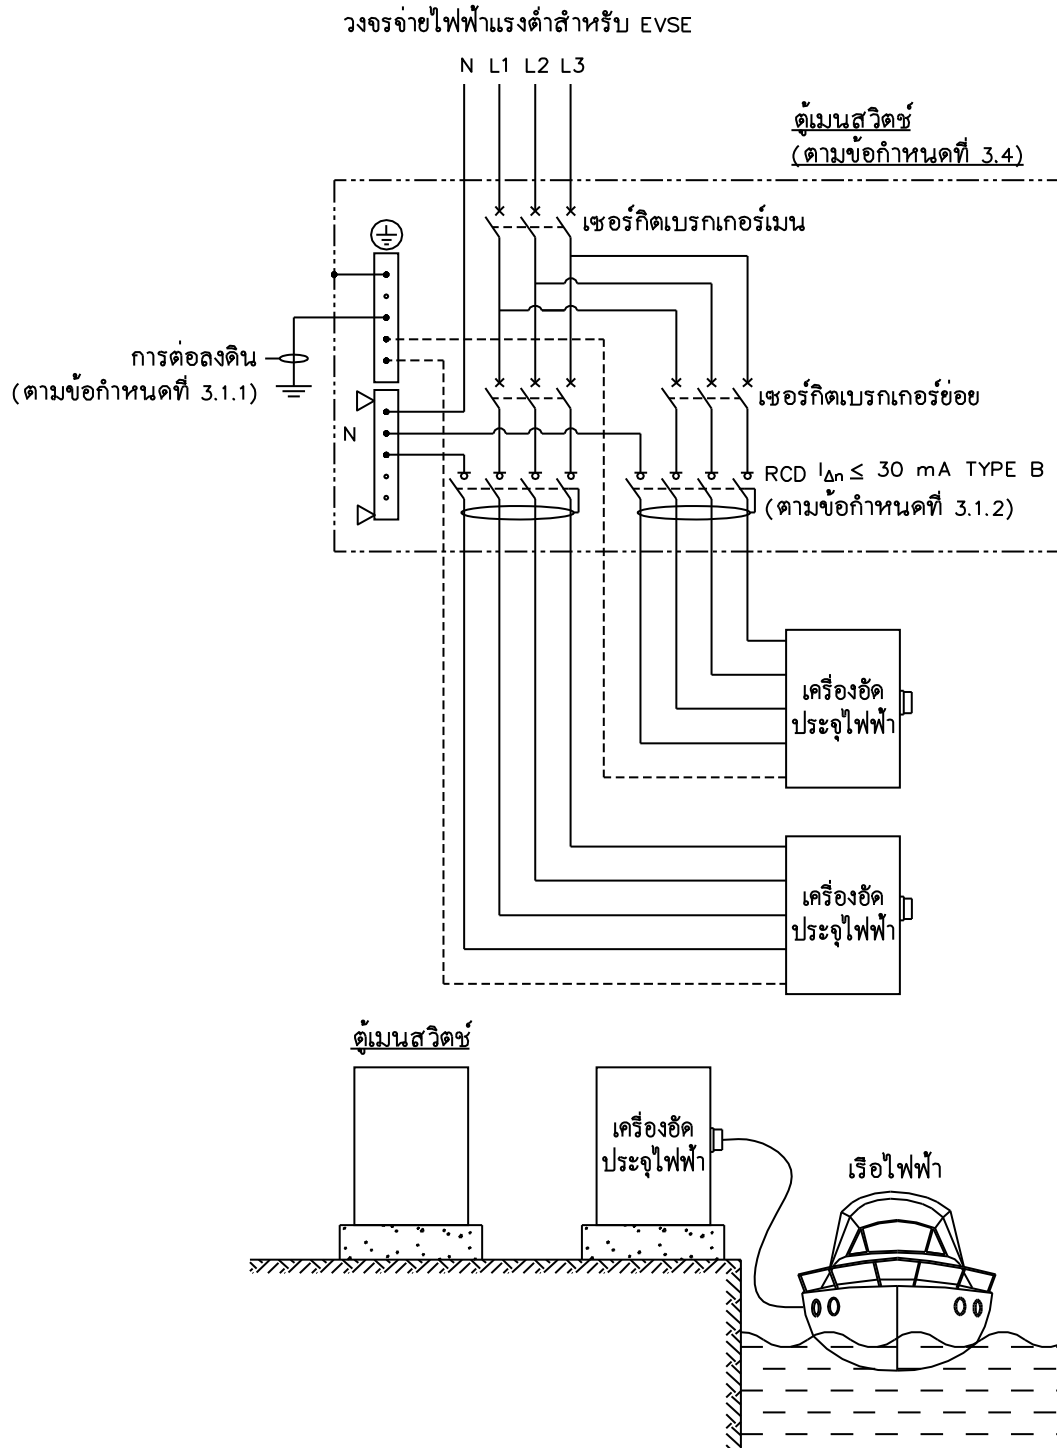 วงจรจ่ายไฟฟ้าแรงต่ำสำหรับ EVSE
N L1 L2 L3
ตู้เมนสวิตช์
(ตามข้อกำหนดที่ 3.4)
เซอร์กิตเบรกเกอร์เมน
การต่อลงดิน
(ตามข้อกำหนดที่ 3.1.1)
เซอร์กิตเบรกเกอร์ย่อย
N
RCD IΔn ≤ 30 mA TYPE B
(ตามข้อกำหนดที่ 3.1.2)
เครื่องอัด
ประจุไฟฟ้า
เครื่องอัด
ประจุไฟฟ้า
ตู้เมนสวิตช์
เครื่องอัด
ประจุไฟฟ้า
เรือไฟฟ้า